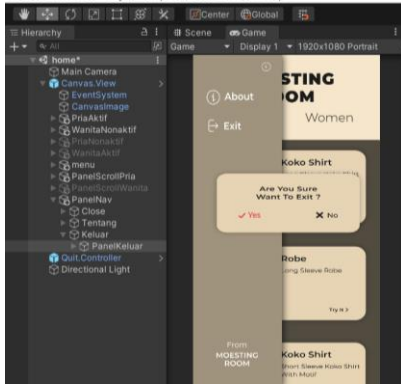 Center
Global
Hierarchy
Scene
Game
All
Game
Display 1
1920x1080 Portrait
home*
Main Camera
Canvas.View
EventSystem
CanvasImage
PriaAktif
WanitaNonaktif
PriaNonaktif
WanitaAktif
menu
PanelScrollPria
PanelScrollWanita
PanelNav
Close
Tentang
Keluar
PanelKeluar
Quit.Controller
Directional Light
About
Exit
STING
OM
Women
Koko Shirt
Are You Sure
Want To Exit ?
Yes
No
Robe
Long Sleeve Robe
Try It >
From
MOESTING
ROOM
Koko Shirt
Short Sleeve Koko Shirt
With Motif